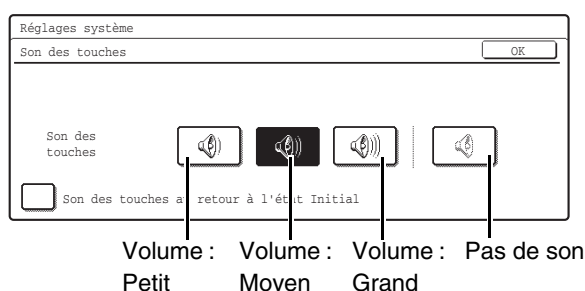 Réglages système
Son des touches
OK
Son des
touches
Son des touches au retour à l'état Initial
Volume : Petit
Volume : Moyen
Volume : Grand
Pas de son